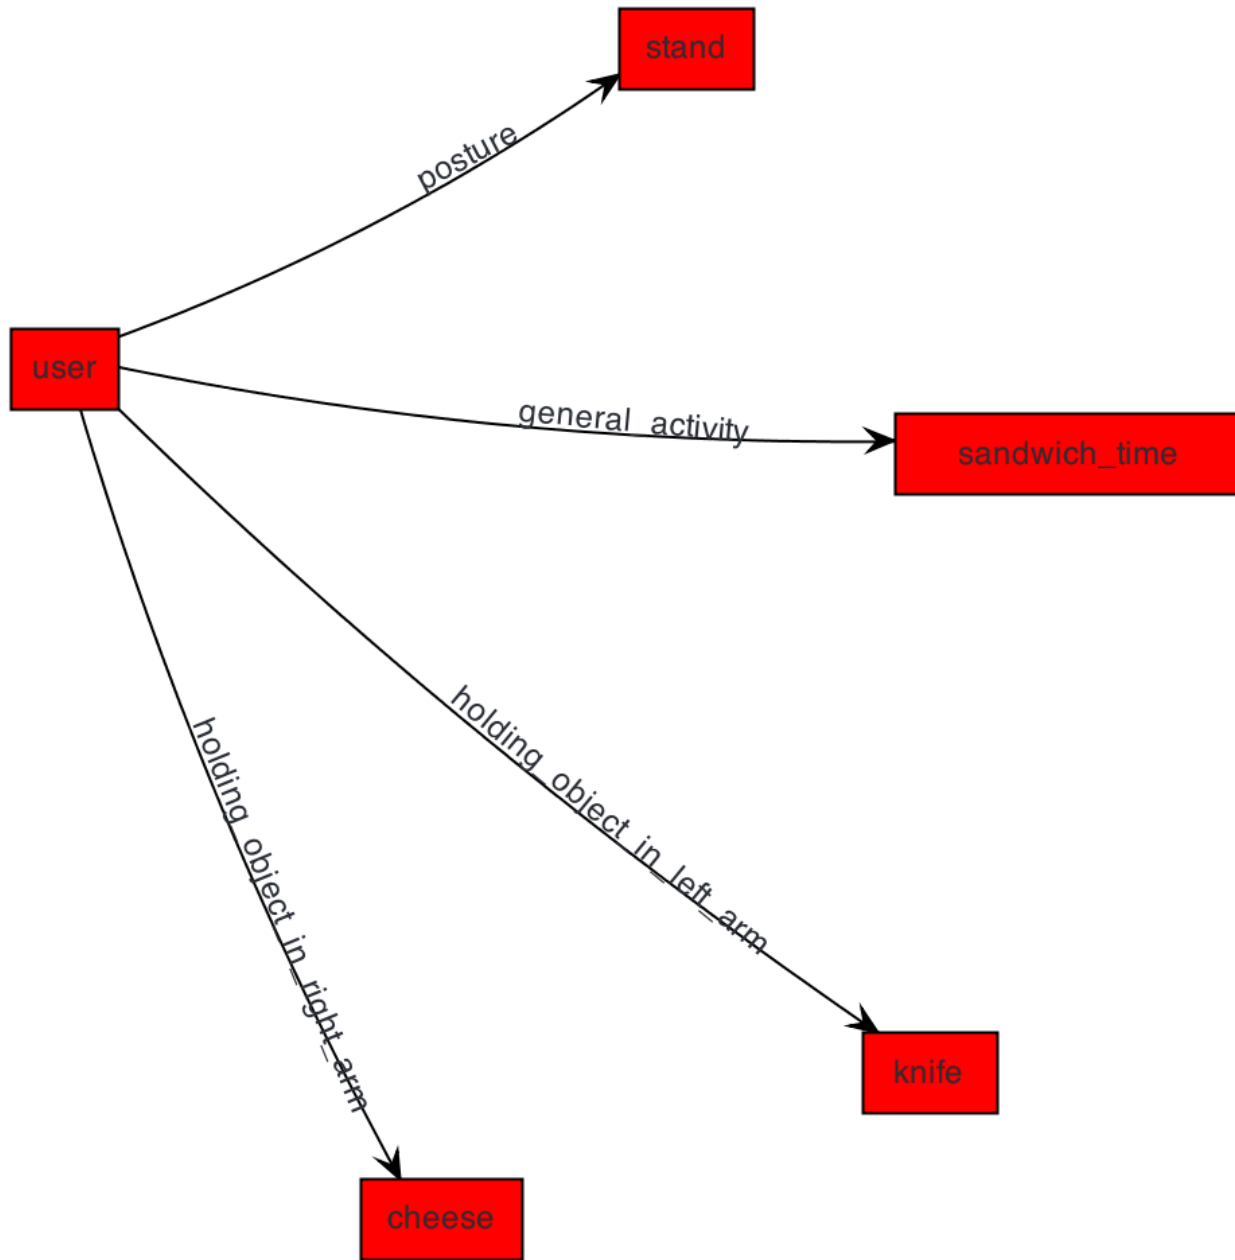 stand
posture
user
general_activity
sandwich_time
holding_object_in_left_arm
holding_object_in_right_arm
knife
cheese